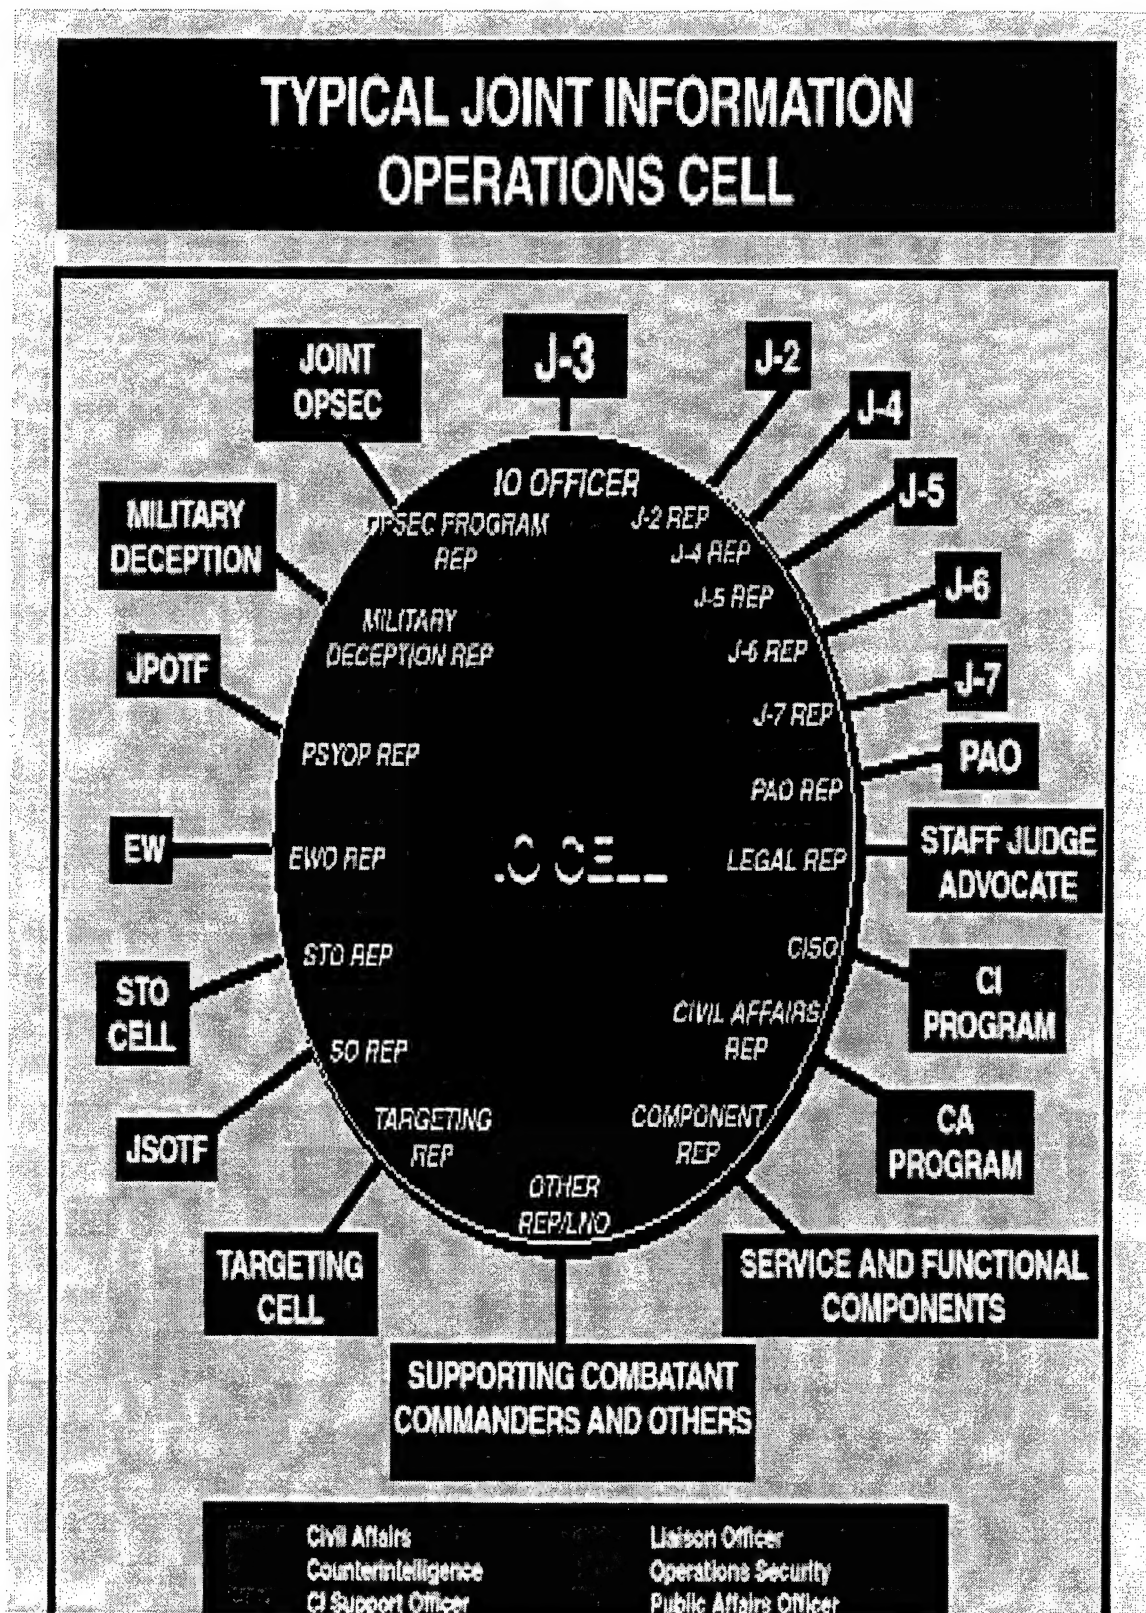 TYPICAL JOINT INFORMATION
OPERATIONS CELL
J-3
JOINT
OPSEC
J-2
J-4
J-5
J-6
J-7
PAO
STAFF JUDGE
ADVOCATE
CI
PROGRAM
CA
PROGRAM
SERVICE AND FUNCTIONAL
COMPONENTS
SUPPORTING COMBATANT
COMMANDERS AND OTHERS
TARGETING
CELL
JSOTF
STO
CELL
EW
JPOTF
MILITARY
DECEPTION
IO OFFICER
OPSEC PROGRAM
REP
J-2 REP
J-4 REP
J-5 REP
J-6 REP
J-7 REP
PAO REP
LEGAL REP
CISO
CIVIL AFFAIRS
REP
COMPONENT
REP
OTHER
REP/LNO
TARGETING
REP
SO REP
STO REP
EWO REP
PSYOP REP
MILITARY
DECEPTION REP
Civil Affairs
Counterintelligence
CI Support Officer
Liaison Officer
Operations Security
Public Affairs Officer